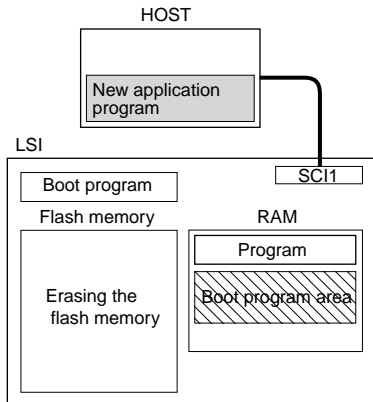 HOST
New application
program
LSI
SCI1
Boot program
Flash memory
RAM
Program
Boot program area
Erasing the
flash memory